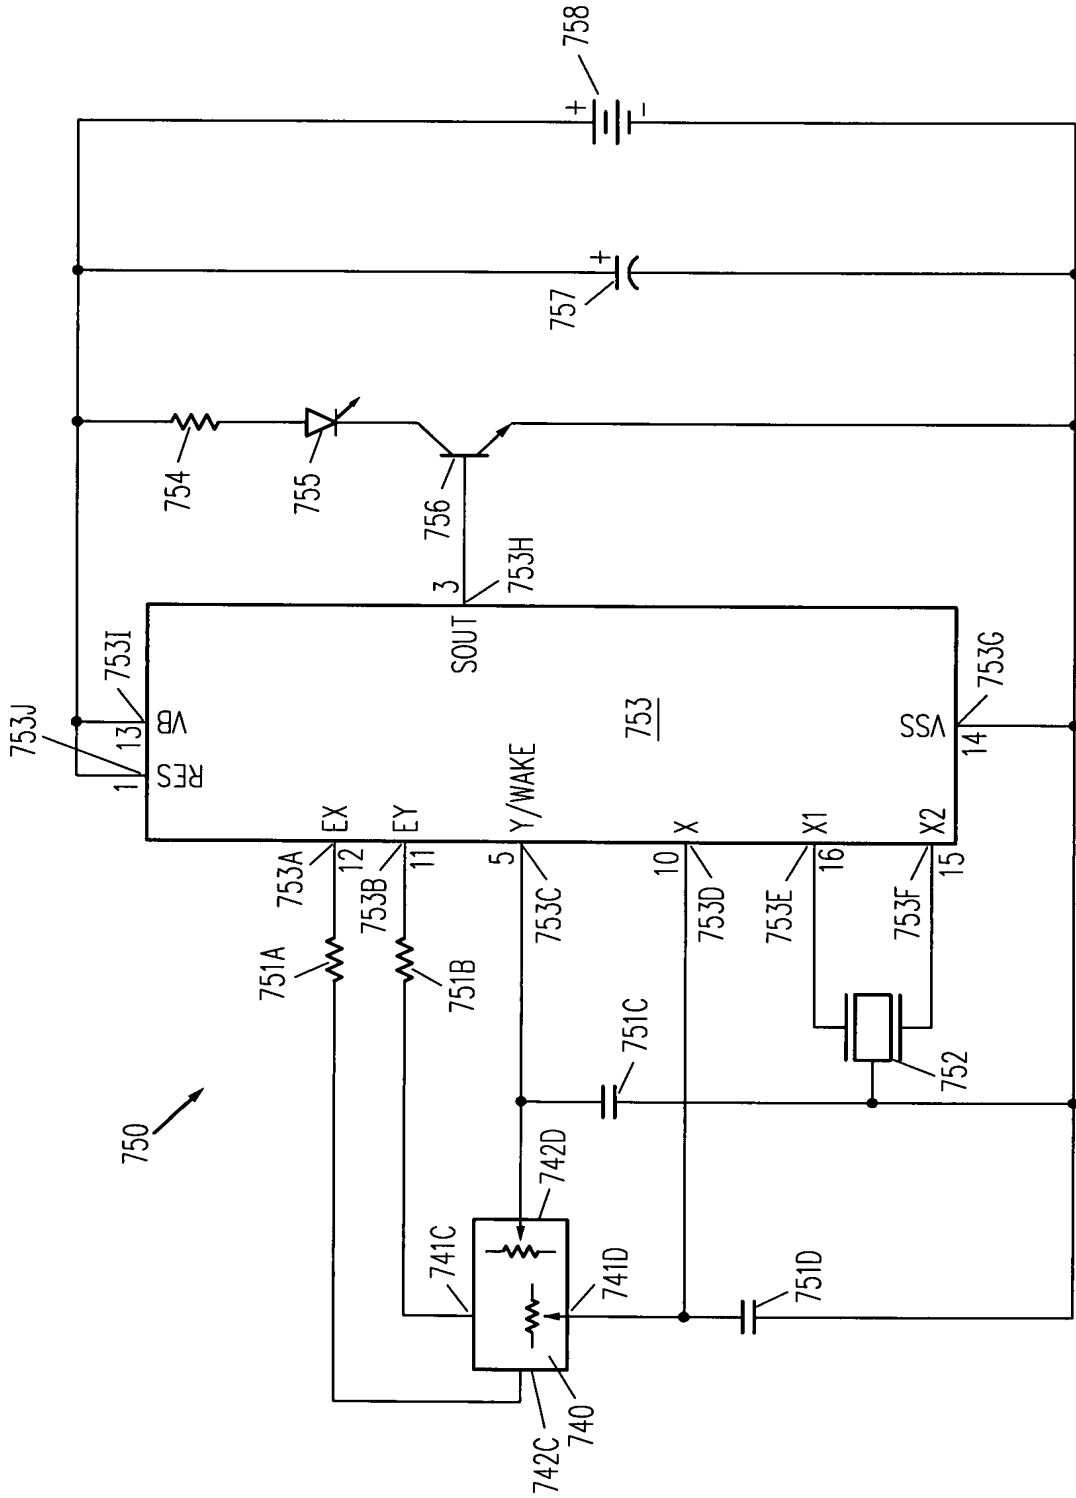 758
+
−
+
757
754
755
756
753J
753I
3
753H
SOUT
1
13
RES
VB
753
VSS
14
753G
EX
EY
Y/WAKE
X
X1
X2
753A
12
753B
11
5
753C
10
753D
753E
16
753F
15
751A
751B
751C
752
750
741C
742D
741D
751D
742C
740